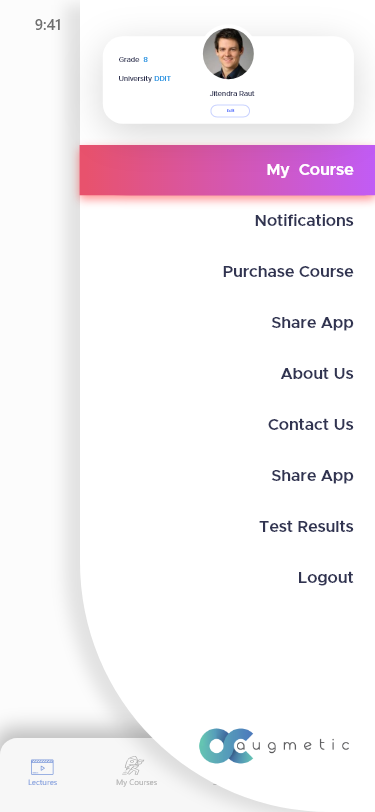 9:41
Grade 8
University DDIT
Jitendra Raut
Edit
My Course
Notifications
Purchase Course
Share App
About Us
Contact Us
Share App
Test Results
Logout
augmetic
Lectures
My Courses